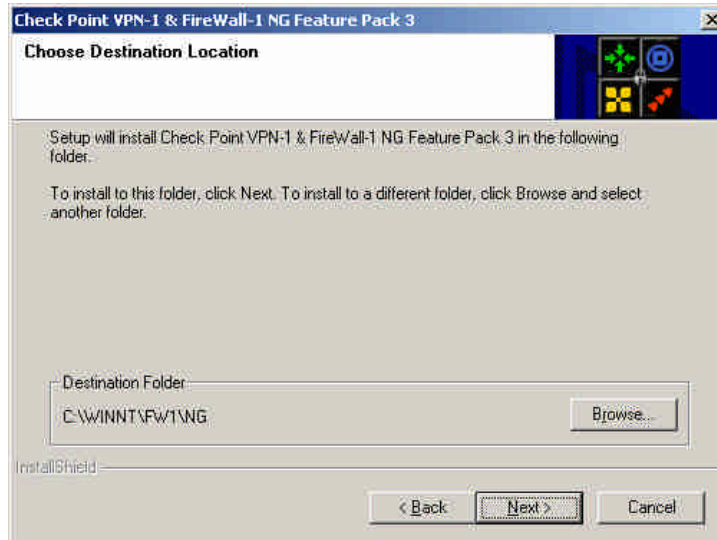 Check Point VPN-1 & FireWall-1 NG Feature Pack 3
Choose Destination Location
Setup will install Check Point VPN-1 & FireWall-1 NG Feature Pack 3 in the following
folder.
To install to this folder, click Next. To install to a different folder, click Browse and select
another folder.
Destination Folder
C:\WINNT\FW1\NG
Browse...
InstallShield
< Back
Next >
Cancel